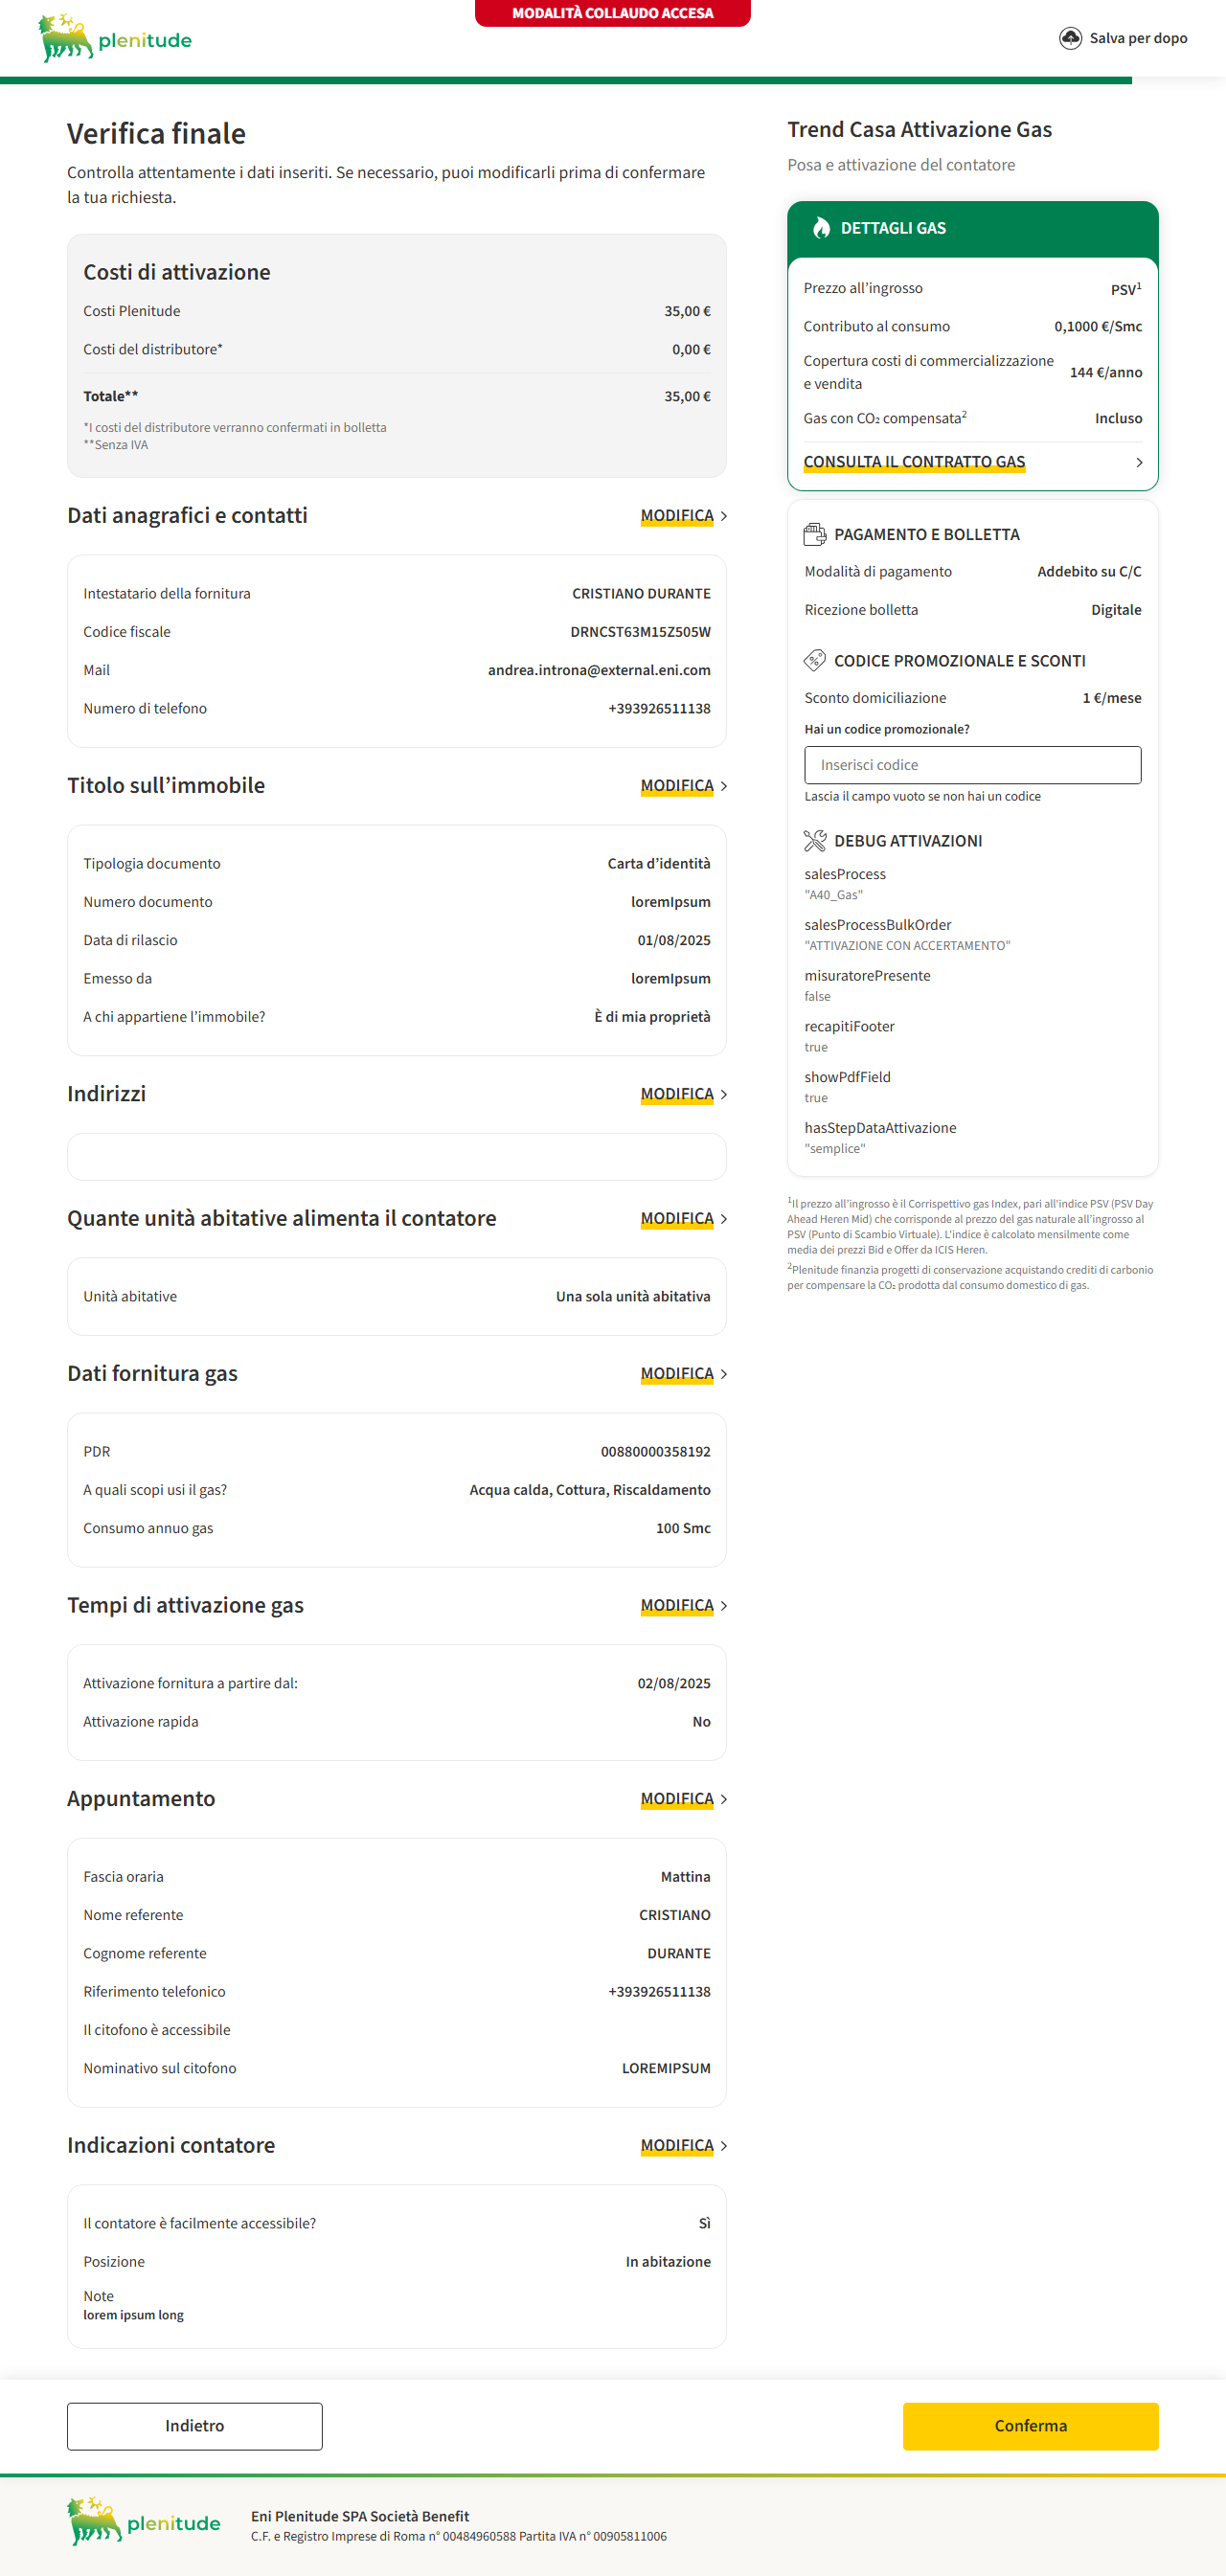 MODALITÀ COLLAUDO ACCESA
plenitude
Salva per dopo
Verifica finale
Controlla attentamente i dati inseriti. Se necessario, puoi modificarli prima di confermare
la tua richiesta.
Costi di attivazione
Costi Plenitude 35,00 €
Costi del distributore* 0,00 €
Totale** 35,00 €
*I costi del distributore verranno confermati in bolletta
**Senza IVA
Dati anagrafici e contatti MODIFICA
Intestatario della fornitura CRISTIANO DURANTE
Codice fiscale DRNCST63M15Z505W
Mail andrea.introna@external.eni.com
Numero di telefono +393926511138
Titolo sull’immobile MODIFICA
Tipologia documento Carta d’identità
Numero documento loremIpsum
Data di rilascio 01/08/2025
Emesso da loremIpsum
A chi appartiene l’immobile? È di mia proprietà
Indirizzi MODIFICA
Quante unità abitative alimenta il contatore MODIFICA
Unità abitative Una sola unità abitativa
Dati fornitura gas MODIFICA
PDR 00880000358192
A quali scopi usi il gas? Acqua calda, Cottura, Riscaldamento
Consumo annuo gas 100 Smc
Tempi di attivazione gas MODIFICA
Attivazione fornitura a partire dal: 02/08/2025
Attivazione rapida No
Appuntamento MODIFICA
Fascia oraria Mattina
Nome referente CRISTIANO
Cognome referente DURANTE
Riferimento telefonico +393926511138
Il citofono è accessibile
Nominativo sul citofono LOREMIPSUM
Indicazioni contatore MODIFICA
Il contatore è facilmente accessibile? Sì
Posizione In abitazione
Note
lorem ipsum long
Trend Casa Attivazione Gas
Posa e attivazione del contatore
DETTAGLI GAS
Prezzo all’ingrosso PSV¹
Contributo al consumo 0,1000 €/Smc
Copertura costi di commercializzazione
e vendita 144 €/anno
Gas con CO₂ compensata² Incluso
CONSULTA IL CONTRATTO GAS
PAGAMENTO E BOLLETTA
Modalità di pagamento Addebito su C/C
Ricezione bolletta Digitale
CODICE PROMOZIONALE E SCONTI
Sconto domiciliazione 1 €/mese
Hai un codice promozionale?
Inserisci codice
Lascia il campo vuoto se non hai un codice
DEBUG ATTIVAZIONI
salesProcess
"A40_Gas"
salesProcessBulkOrder
"ATTIVAZIONE CON ACCERTAMENTO"
misuratorePresente
false
recapitiFooter
true
showPdfField
true
hasStepDataAttivazione
"semplice"
¹Il prezzo all’ingrosso è il Corrispettivo gas Index, pari all’indice PSV (PSV Day
Ahead Heren Mid) che corrisponde al prezzo del gas naturale all’ingrosso al
PSV (Punto di Scambio Virtuale). L’indice è calcolato mensilmente come
media dei prezzi Bid e Offer da ICIS Heren.
²Plenitude finanzia progetti di conservazione acquistando crediti di carbonio
per compensare la CO₂ prodotta dal consumo domestico di gas.
Indietro
Conferma
plenitude
Eni Plenitude SPA Società Benefit
C.F. e Registro Imprese di Roma n° 00484960588 Partita IVA n° 00905811006